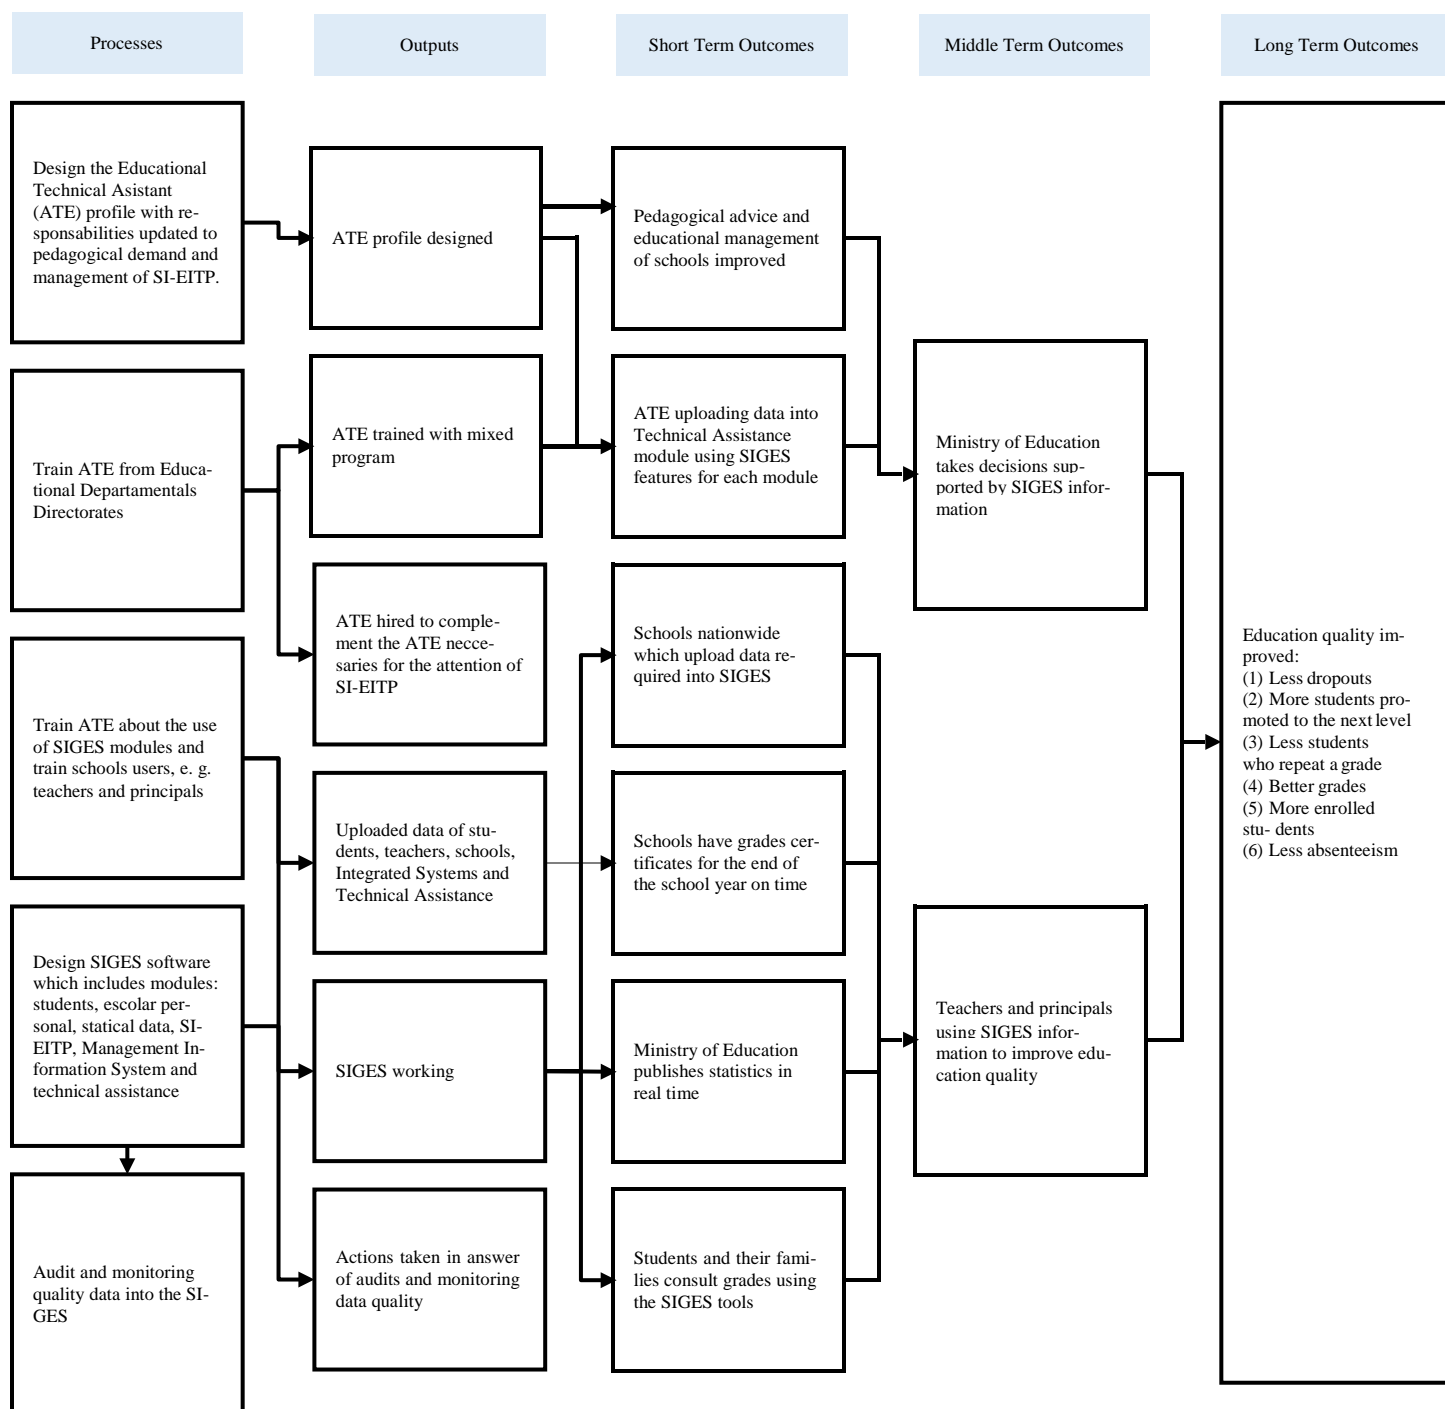 Processes
Outputs
Short Term Outcomes
Middle Term Outcomes
Long Term Outcomes
Design the Educational
Technical Asistant
(ATE) profile with re-
sponsabilities updated to
pedagogical demand and
management of SI-EITP.
Train ATE from Educa-
tional Departamentals
Directorates
Train ATE about the use
of SIGES modules and
train schools users, e. g.
teachers and principals
Design SIGES software
which includes modules:
students, escolar per-
sonal, statical data, SI-
EITP, Management In-
formation System and
technical assistance
Audit and monitoring
quality data into the SI-
GES
ATE profile designed
ATE trained with mixed
program
ATE hired to comple-
ment the ATE necce-
saries for the attention of
SI-EITP
Uploaded data of stu-
dents, teachers, schools,
Integrated Systems and
Technical Assistance
SIGES working
Actions taken in answer
of audits and monitoring
data quality
Pedagogical advice and
educational management
of schools improved
ATE uploading data into
Technical Assistance
module using SIGES
features for each module
Schools nationwide
which upload data re-
quired into SIGES
Schools have grades cer-
tificates for the end of
the school year on time
Ministry of Education
publishes statistics in
real time
Students and their fami-
lies consult grades using
the SIGES tools
Ministry of Education
takes decisions sup-
ported by SIGES infor-
mation
Teachers and principals
using SIGES infor-
mation to improve edu-
cation quality
Education quality im-
proved:
(1) Less dropouts
(2) More students pro-
moted to the next level
(3) Less students
who repeat a grade
(4) Better grades
(5) More enrolled
stu- dents
(6) Less absenteeism